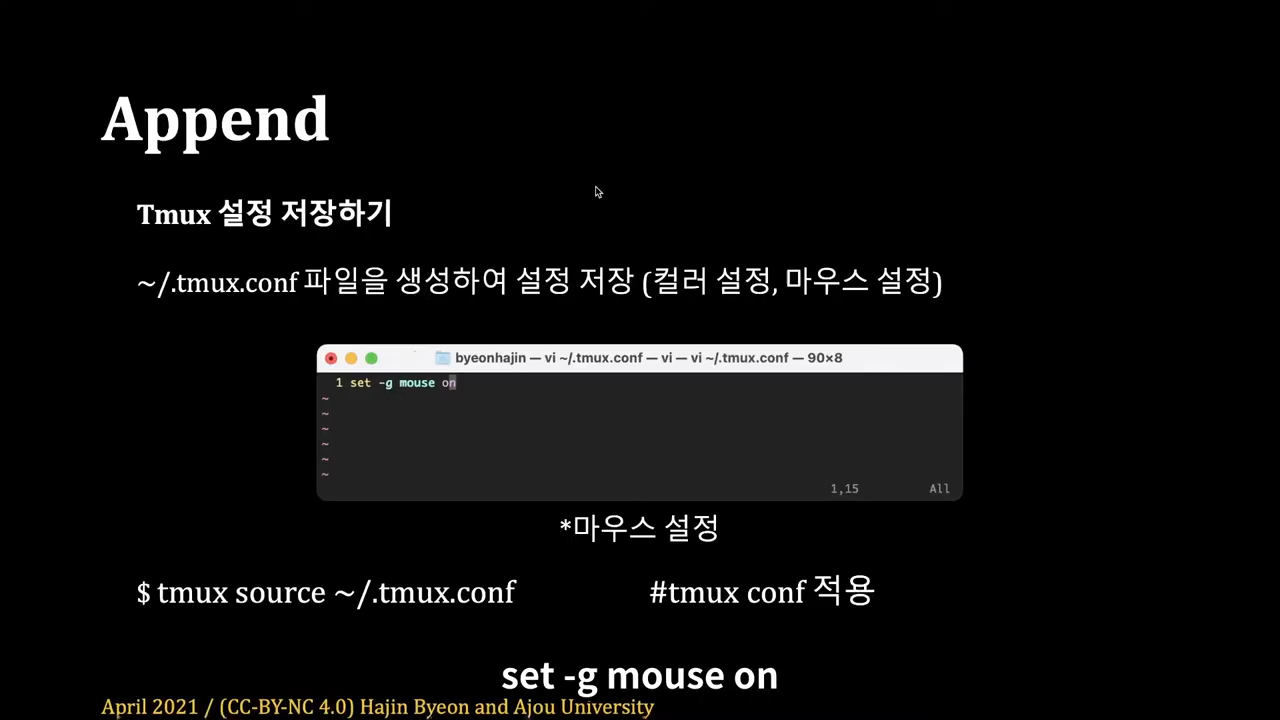 Append
Tmux 설정 저장하기
~/.tmux.conf 파일을 생성하여 설정 저장 (컬러 설정, 마우스 설정)
byeonhajin — vi ~/.tmux.conf — vi — vi ~/.tmux.conf — 90×8
1 set -g mouse on
~
~
~
~
~
~
1,15 All
*마우스 설정
$ tmux source ~/.tmux.conf #tmux conf 적용
set -g mouse on
April 2021 / (CC-BY-NC 4.0) Hajin Byeon and Ajou University